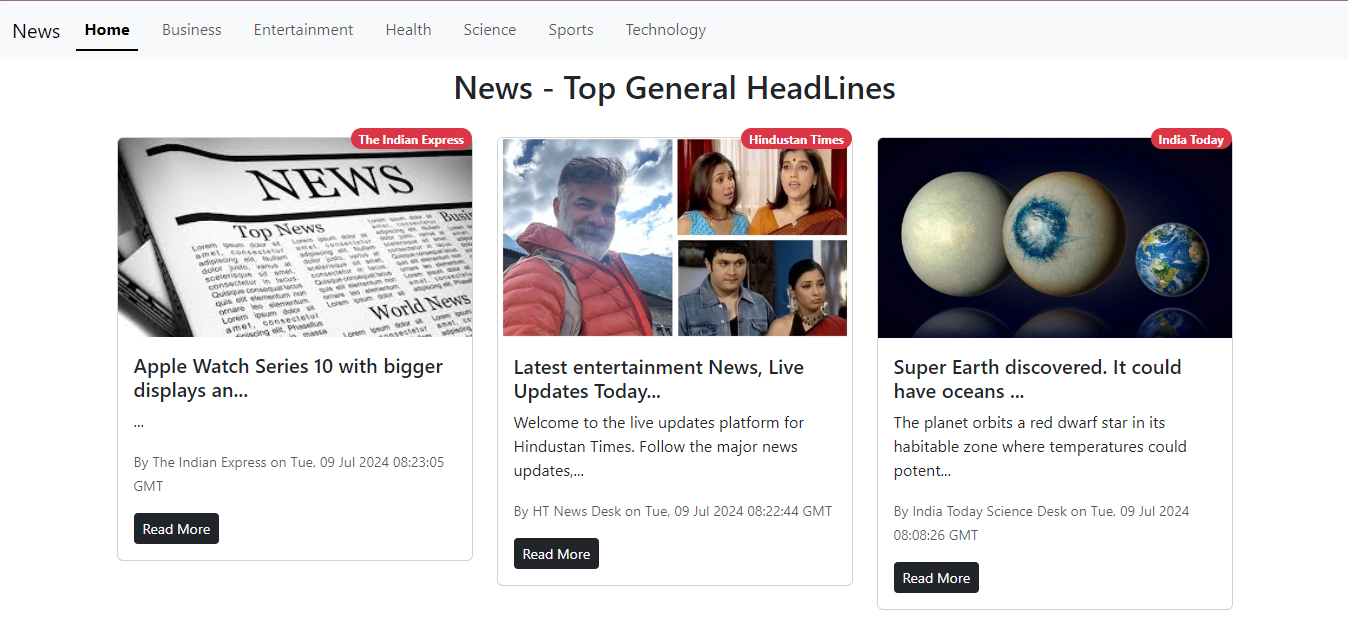 News Home Business Entertainment Health Science Sports Technology
News - Top General HeadLines
The Indian Express
NEWS
Top News
World News
Apple Watch Series 10 with bigger
displays an...
...
By The Indian Express on Tue, 09 Jul 2024 08:23:05
GMT
Read More
Hindustan Times
Latest entertainment News, Live
Updates Today...
Welcome to the live updates platform for
Hindustan Times. Follow the major news
updates,...
By HT News Desk on Tue, 09 Jul 2024 08:22:44 GMT
Read More
India Today
Super Earth discovered. It could
have oceans ...
The planet orbits a red dwarf star in its
habitable zone where temperatures could
potent...
By India Today Science Desk on Tue, 09 Jul 2024
08:08:26 GMT
Read More